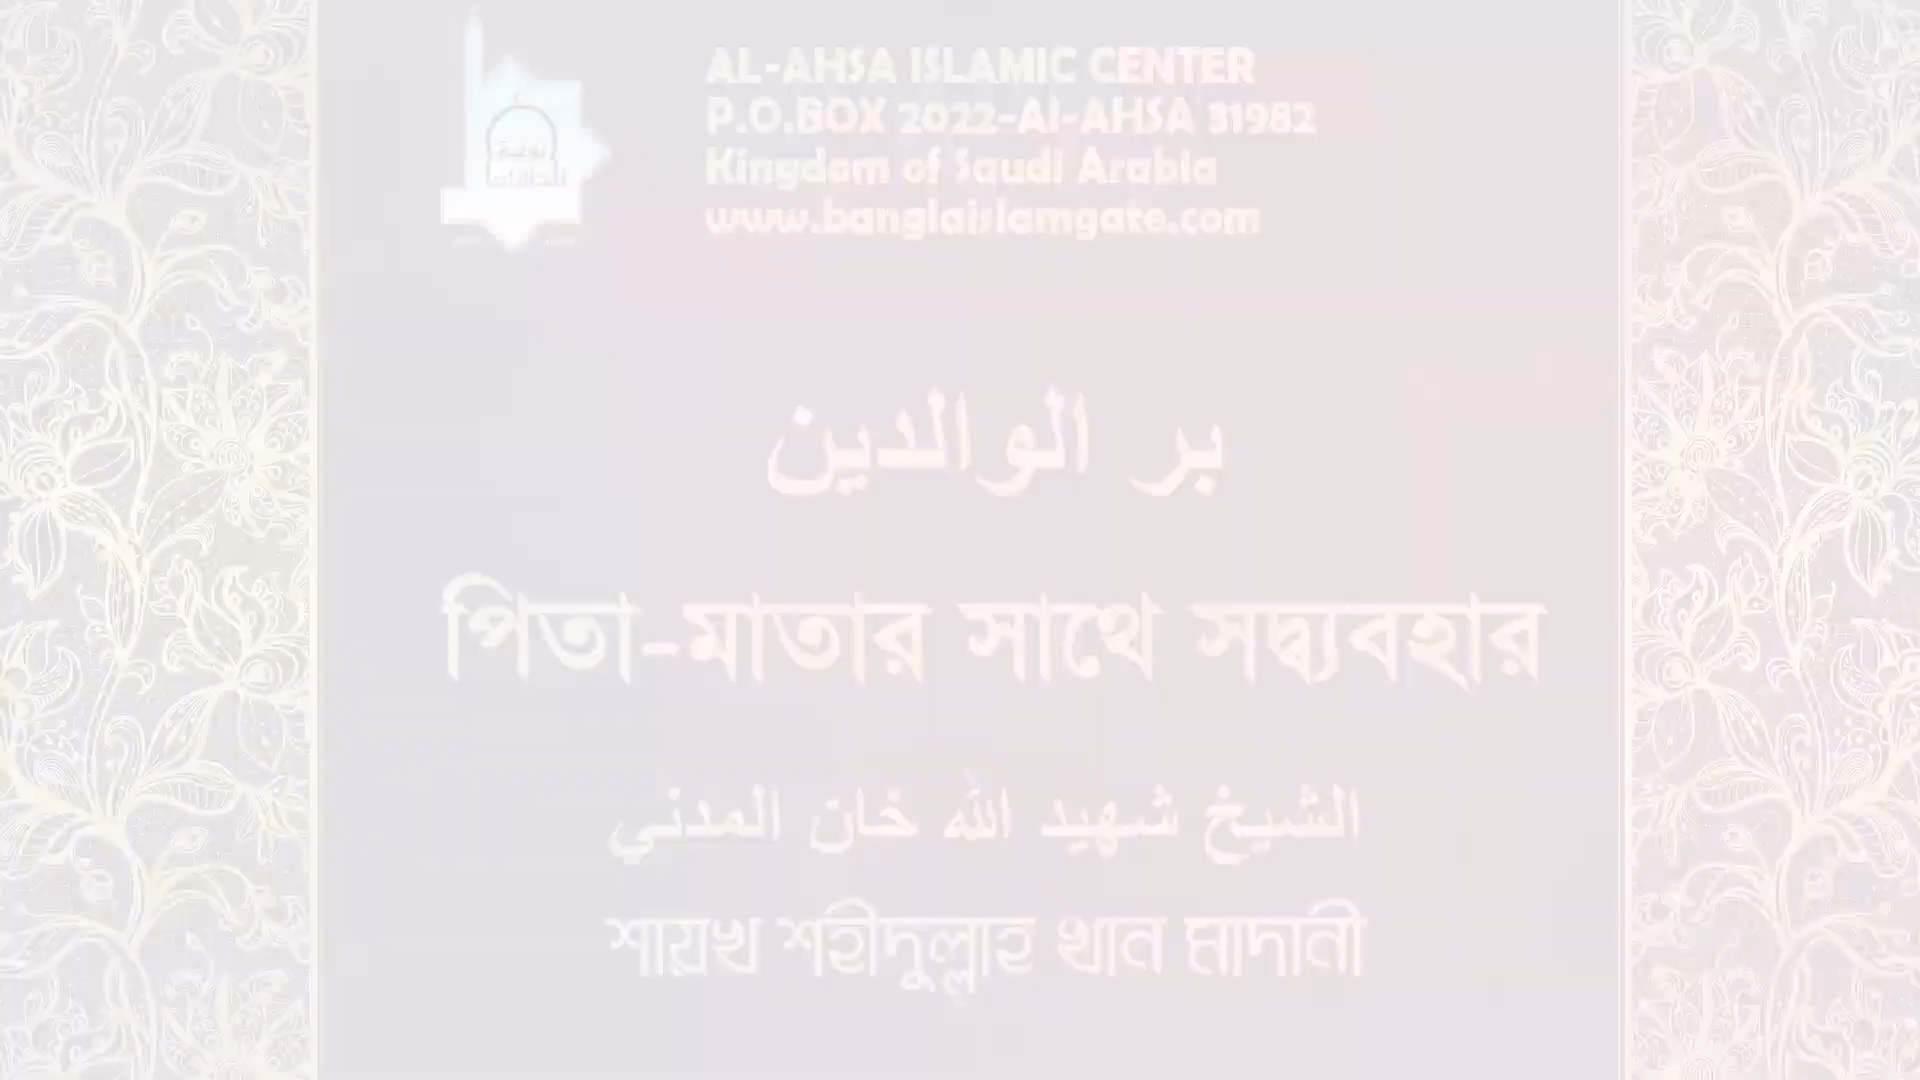 AL-AHSA ISLAMIC CENTER
P.O.BOX 2022-Al-AHSA 31982
Kingdom of Saudi Arabia
www.banglaislamgate.com
بر الوالدين
পিতা-মাতার সাথে সদ্ব্যবহার
الشيخ شهيد الله خان المدني
শায়খ শহীদুল্লাহ খান মাদানী